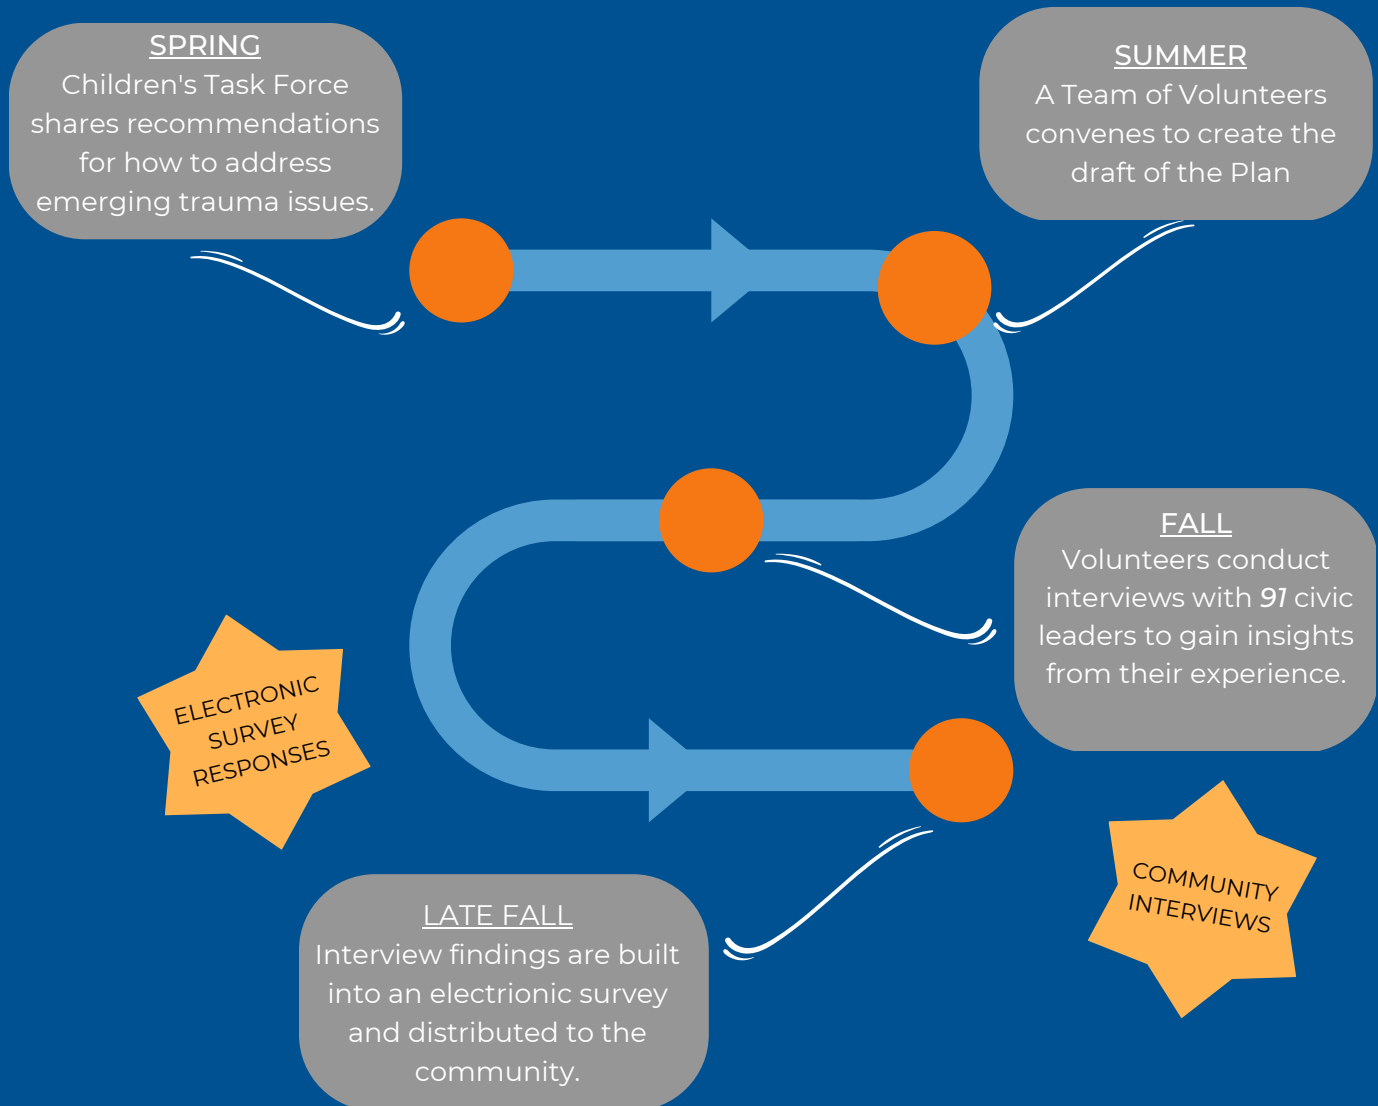 SPRING
Children's Task Force
shares recommendations
for how to address
emerging trauma issues.
SUMMER
A Team of Volunteers
convenes to create the
draft of the Plan
FALL
Volunteers conduct
interviews with 91 civic
leaders to gain insights
from their experience.
ELECTRONIC
SURVEY
RESPONSES
COMMUNITY
INTERVIEWS
LATE FALL
Interview findings are built
into an electrionic survey
and distributed to the
community.